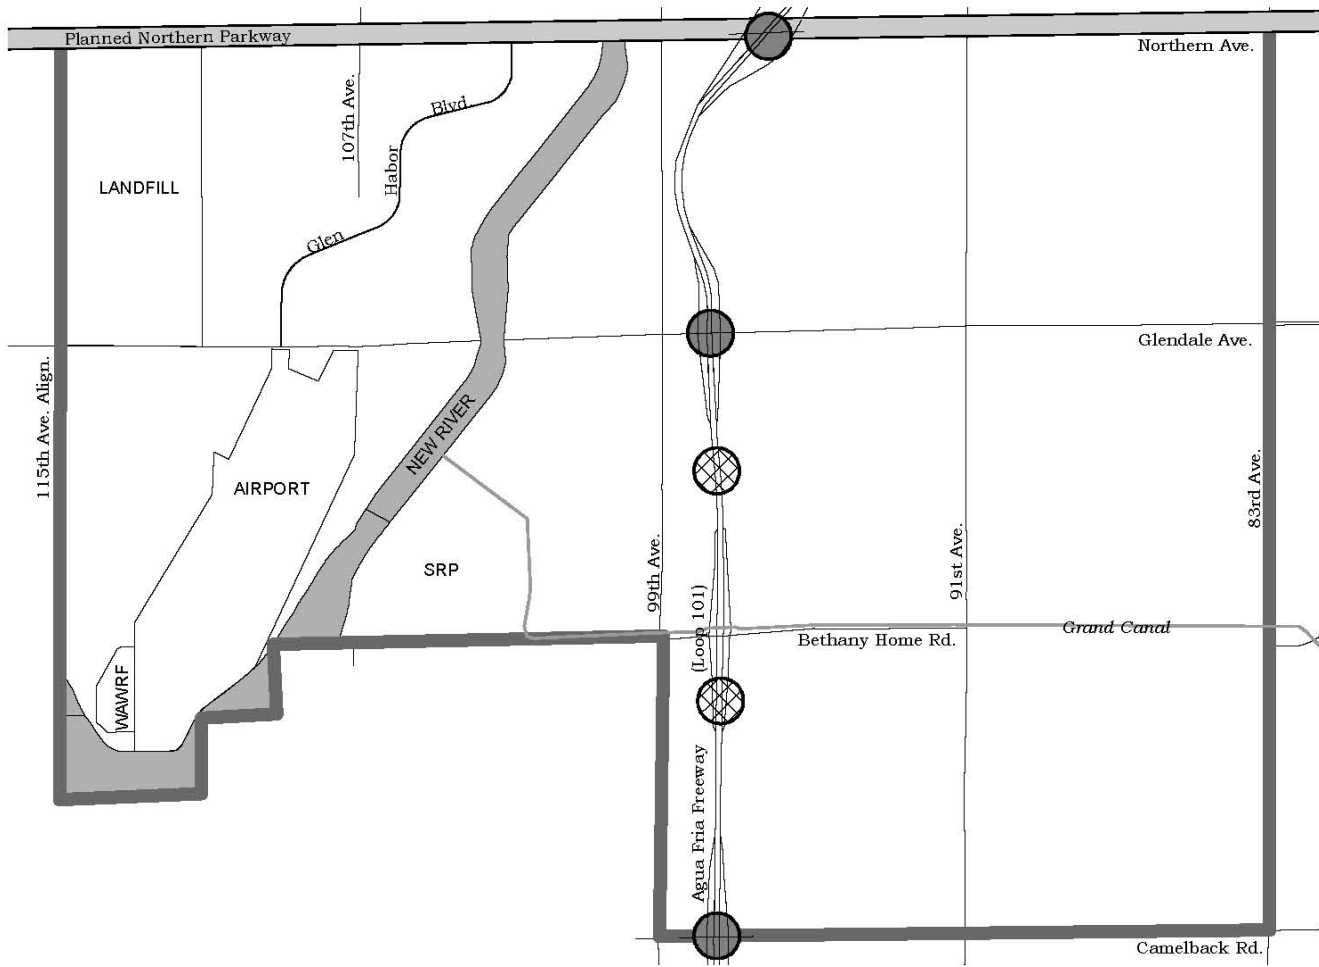 Planned Northern Parkway
Northern Ave.
107th Ave.
Blvd
Habor
Glen
LANDFILL
Glendale Ave.
115th Ave. Align.
NEW RIVER
AIRPORT
SRP
83rd Ave.
91st Ave.
99th Ave.
(Loop 101)
Grand Canal
Bethany Home Rd.
WAWRF
Agua Fria Freeway
Camelback Rd.